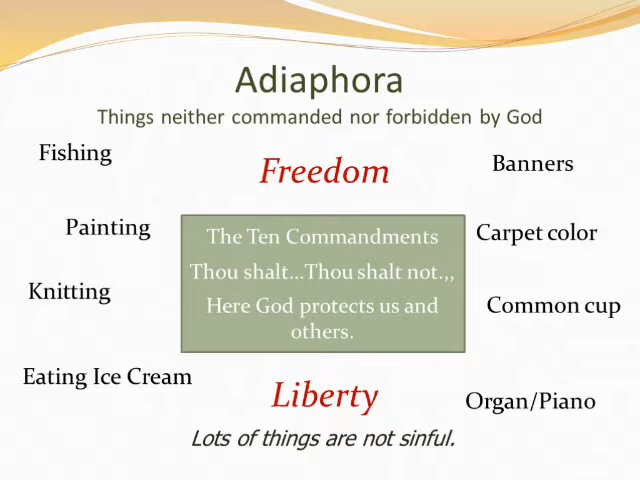 Adiaphora
Things neither commanded nor forbidden by God
Fishing
Freedom
Banners
Painting
The Ten Commandments
Carpet color
Thou shalt...Thou shalt not.,,
Knitting
Here God protects us and
others.
Common cup
Eating Ice Cream
Liberty
Organ/Piano
Lots of things are not sinful.